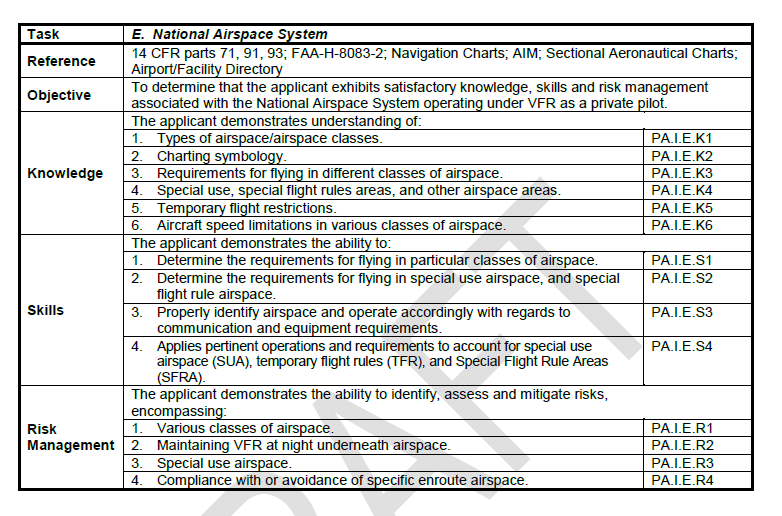 Task E. National Airspace System
Reference 14 CFR parts 71, 91, 93; FAA-H-8083-2; Navigation Charts; AIM; Sectional Aeronautical Charts;
Airport/Facility Directory
Objective To determine that the applicant exhibits satisfactory knowledge, skills and risk management
associated with the National Airspace System operating under VFR as a private pilot.
Knowledge
The applicant demonstrates understanding of:
1. Types of airspace/airspace classes. PA.I.E.K1
2. Charting symbology. PA.I.E.K2
3. Requirements for flying in different classes of airspace. PA.I.E.K3
4. Special use, special flight rules areas, and other airspace areas. PA.I.E.K4
5. Temporary flight restrictions. PA.I.E.K5
6. Aircraft speed limitations in various classes of airspace. PA.I.E.K6
Skills
The applicant demonstrates the ability to:
1. Determine the requirements for flying in particular classes of airspace. PA.I.E.S1
2. Determine the requirements for flying in special use airspace, and special PA.I.E.S2
flight rule airspace.
3. Properly identify airspace and operate accordingly with regards to PA.I.E.S3
communication and equipment requirements.
4. Applies pertinent operations and requirements to account for special use PA.I.E.S4
airspace (SUA), temporary flight rules (TFR), and Special Flight Rule Areas
(SFRA).
Risk
Management
The applicant demonstrates the ability to identify, assess and mitigate risks,
encompassing:
1. Various classes of airspace. PA.I.E.R1
2. Maintaining VFR at night underneath airspace. PA.I.E.R2
3. Special use airspace. PA.I.E.R3
4. Compliance with or avoidance of specific enroute airspace. PA.I.E.R4
RAFT